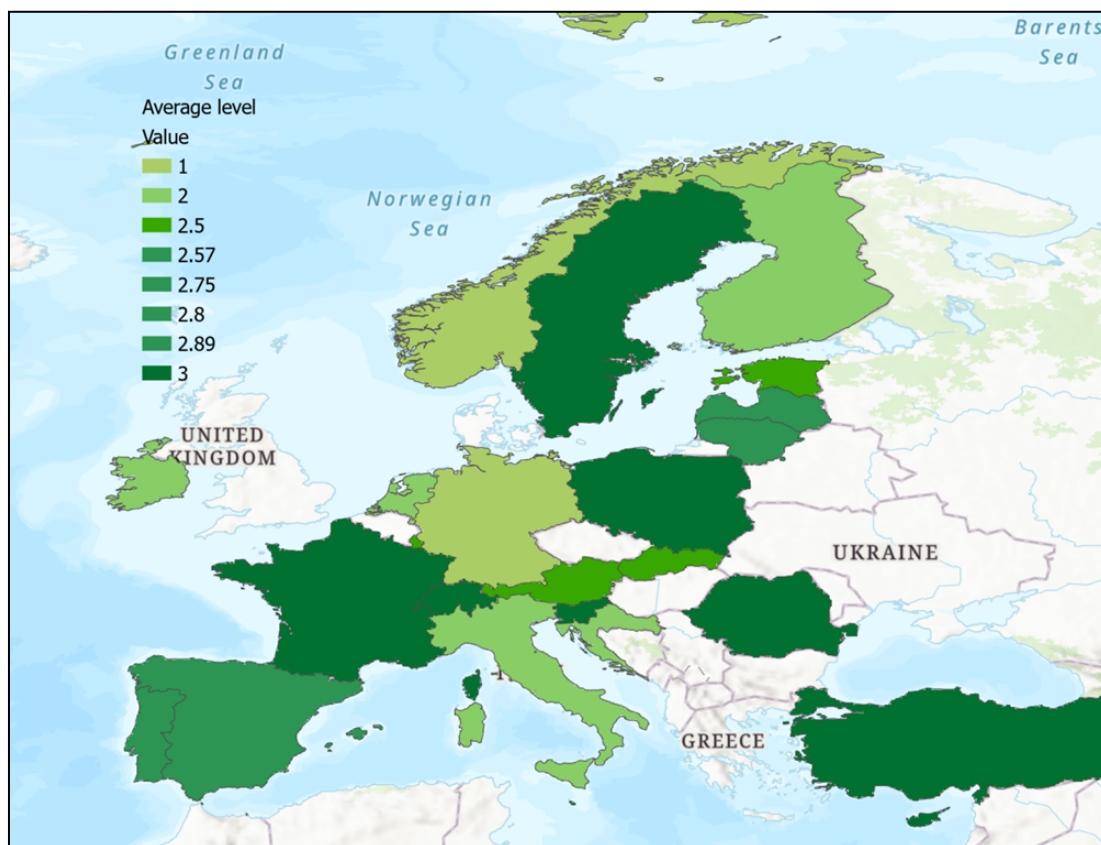 Greenland
Sea
Barents
Sea
Average level
Value
1
2
2.5
2.57
2.75
2.8
2.89
3
Norwegian
Sea
UNITED
KINGDOM
UKRAINE
GREECE